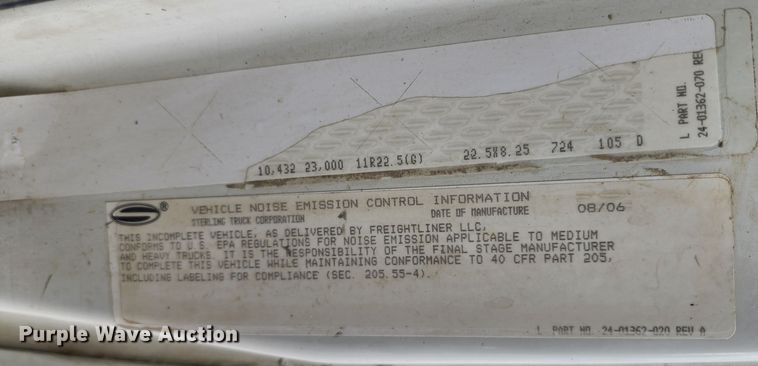 10,432 23,000 11R22.5(G) 22.5X8.25 724 105 D
L PART NO.
24-01362-070 REV
®
VEHICLE NOISE EMISSION CONTROL INFORMATION
STERLING TRUCK CORPORATION DATE OF MANUFACTURE 08/06
THIS INCOMPLETE VEHICLE, AS DELIVERED BY FREIGHTLINER LLC,
CONFORMS TO U.S. EPA REGULATIONS FOR NOISE EMISSION APPLICABLE TO MEDIUM
AND HEAVY TRUCKS. IT IS THE RESPONSIBILITY OF THE FINAL STAGE MANUFACTURER
TO COMPLETE THIS VEHICLE WHILE MAINTAINING CONFORMANCE TO 40 CFR PART 205,
INCLUDING LABELING FOR COMPLIANCE (SEC. 205.55-4).
L PART NO. 24-01362-020 REV A
Purple Wave Auction